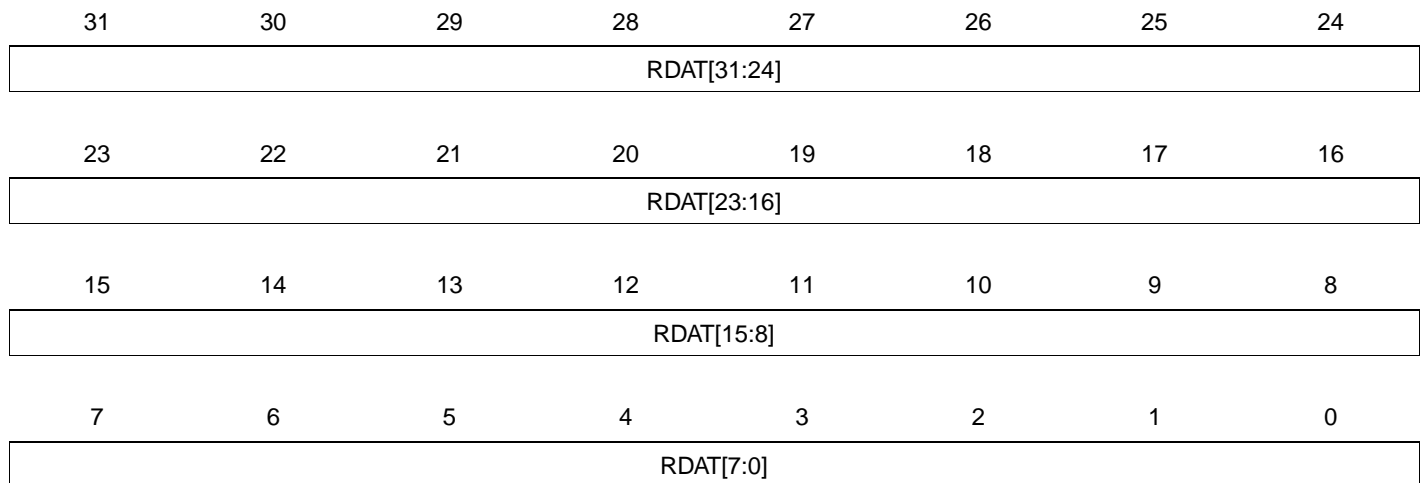 31 30 29 28 27 26 25 24
RDAT[31:24]
23 22 21 20 19 18 17 16
RDAT[23:16]
15 14 13 12 11 10 9 8
RDAT[15:8]
7 6 5 4 3 2 1 0
RDAT[7:0]